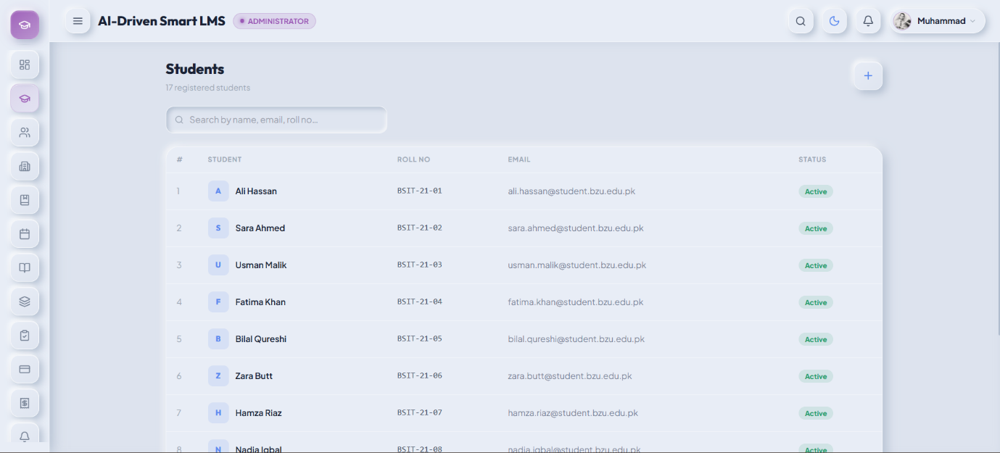 AI-Driven Smart LMS ADMINISTRATOR Muhammad
Students
17 registered students
Search by name, email, roll no...
# STUDENT ROLL NO EMAIL STATUS
1 A Ali Hassan BSIT-21-01 ali.hassan@student.bzu.edu.pk Active
2 S Sara Ahmed BSIT-21-02 sara.ahmed@student.bzu.edu.pk Active
3 U Usman Malik BSIT-21-03 usman.malik@student.bzu.edu.pk Active
4 F Fatima Khan BSIT-21-04 fatima.khan@student.bzu.edu.pk Active
5 B Bilal Qureshi BSIT-21-05 bilal.qureshi@student.bzu.edu.pk Active
6 Z Zara Butt BSIT-21-06 zara.butt@student.bzu.edu.pk Active
7 H Hamza Riaz BSIT-21-07 hamza.riaz@student.bzu.edu.pk Active
8 N Nadia Iqbal BSIT-21-08 nadia.iqbal@student.bzu.edu.pk Active